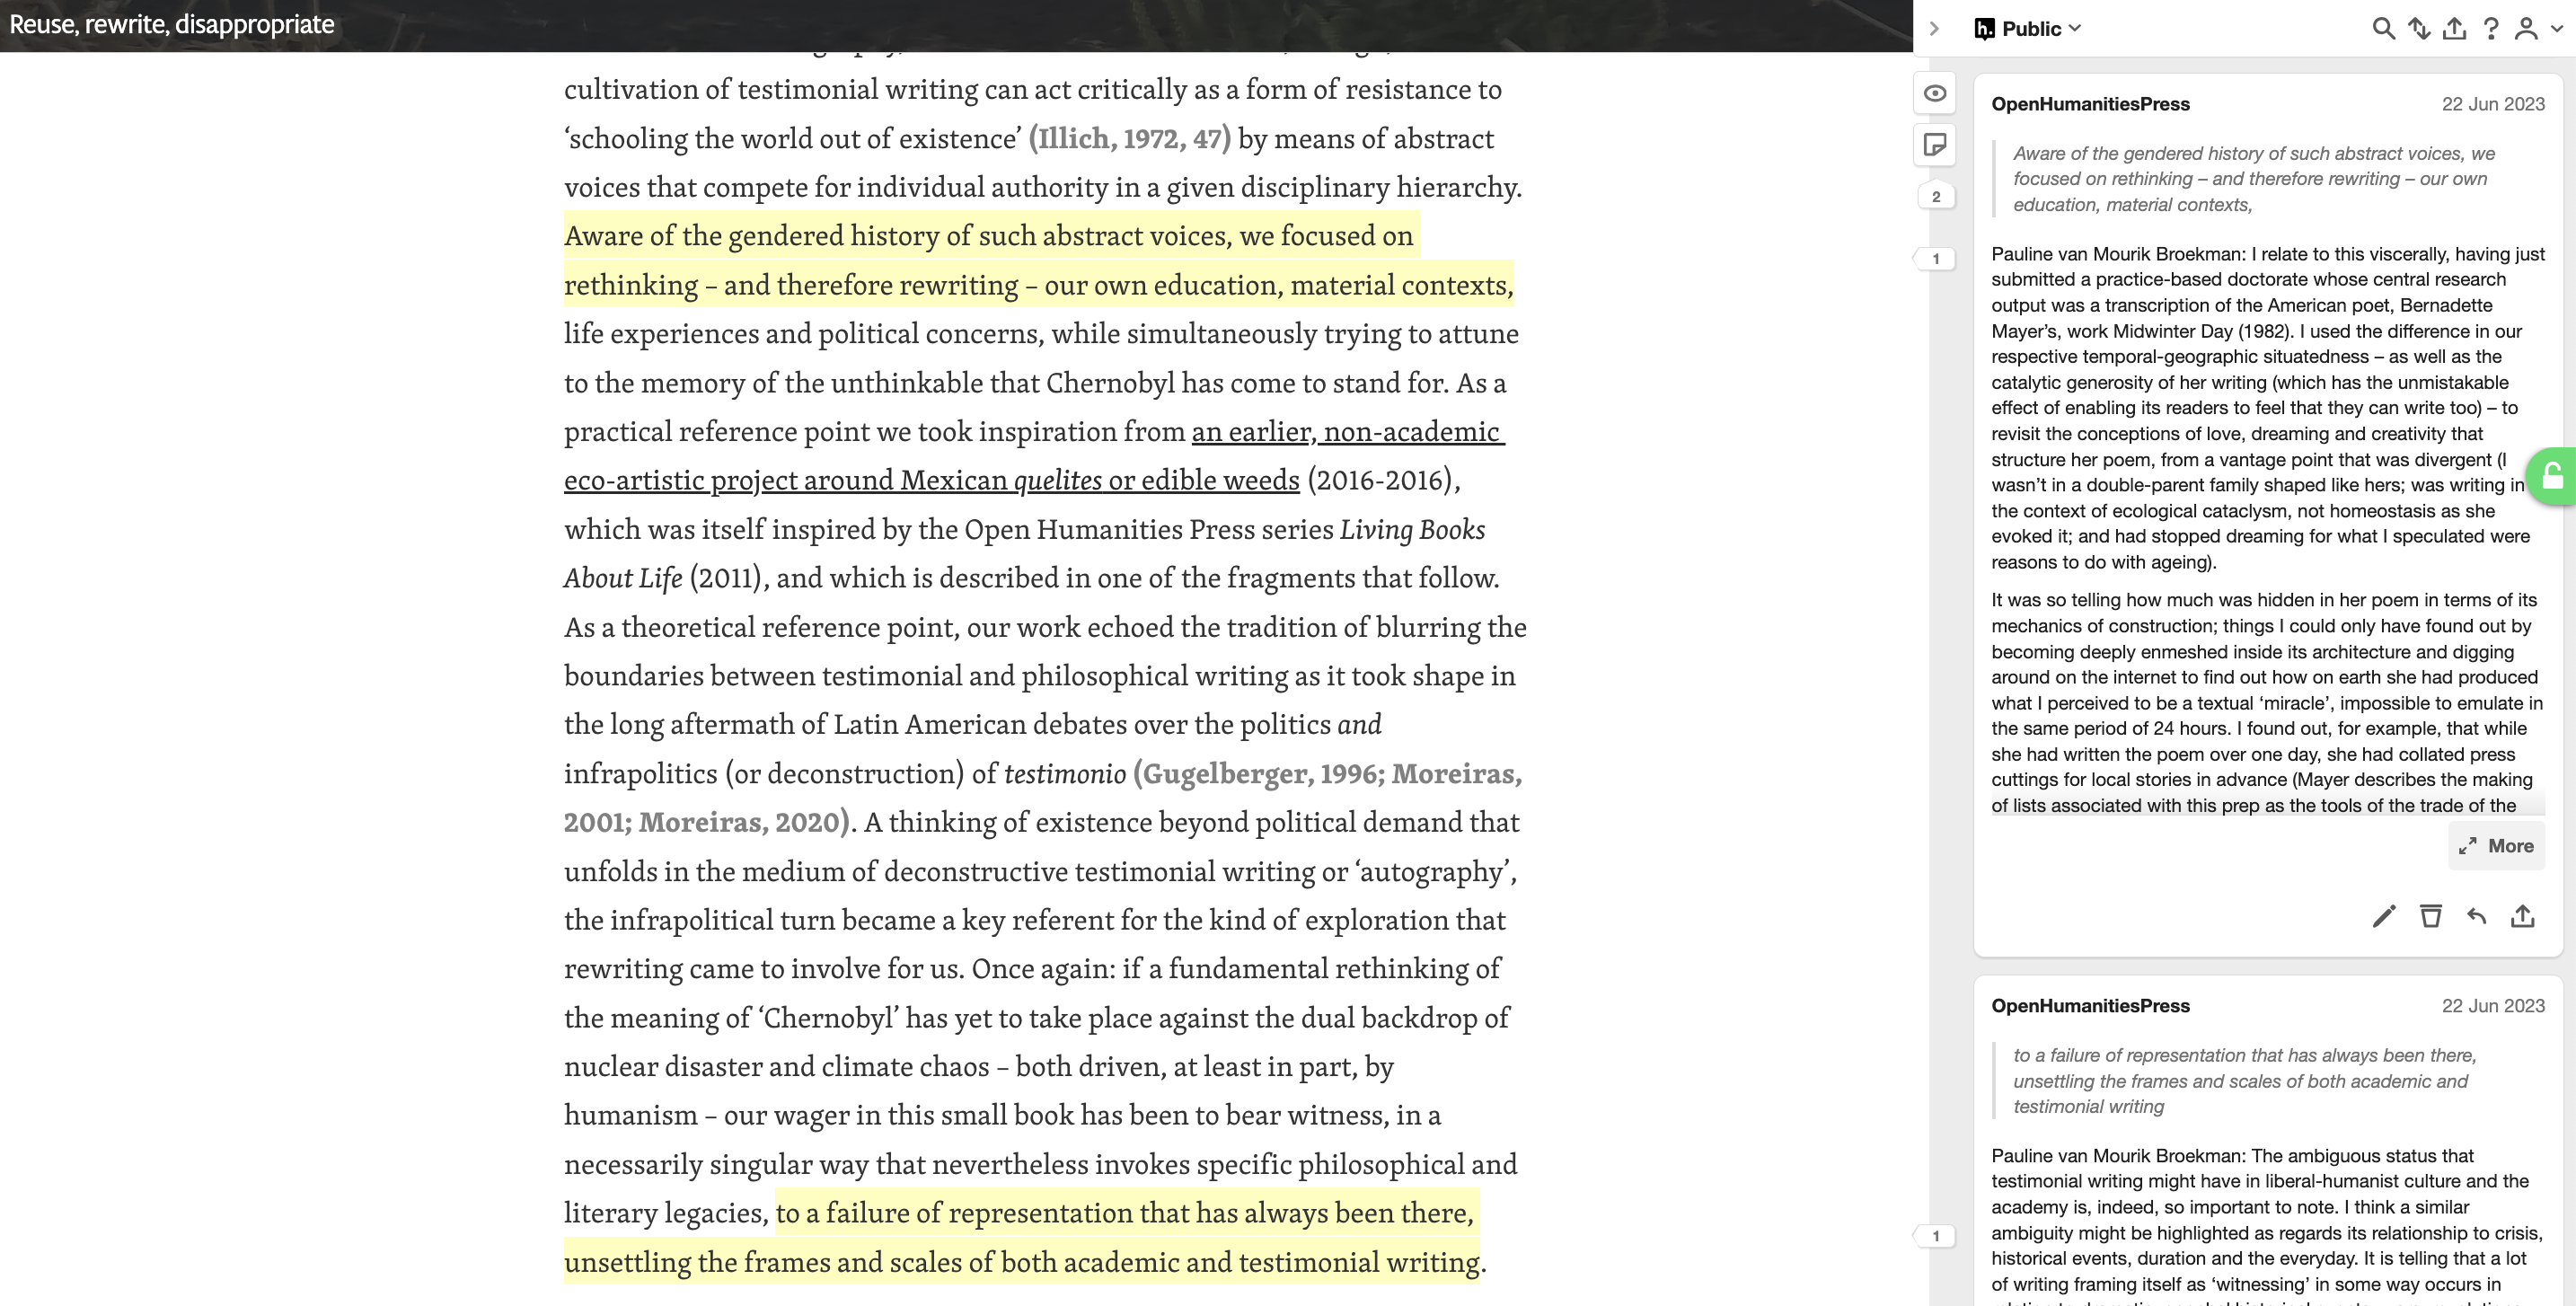 Reuse, rewrite, disappropriate
cultivation of testimonial writing can act critically as a form of resistance to
‘schooling the world out of existence’ (Illich, 1972, 47) by means of abstract
voices that compete for individual authority in a given disciplinary hierarchy.
Aware of the gendered history of such abstract voices, we focused on
rethinking – and therefore rewriting – our own education, material contexts,
life experiences and political concerns, while simultaneously trying to attune
to the memory of the unthinkable that Chernobyl has come to stand for. As a
practical reference point we took inspiration from an earlier, non-academic
eco-artistic project around Mexican quelites or edible weeds (2016-2016),
which was itself inspired by the Open Humanities Press series Living Books
About Life (2011), and which is described in one of the fragments that follow.
As a theoretical reference point, our work echoed the tradition of blurring the
boundaries between testimonial and philosophical writing as it took shape in
the long aftermath of Latin American debates over the politics and
infrapolitics (or deconstruction) of testimonio (Gugelberger, 1996; Moreiras,
2001; Moreiras, 2020). A thinking of existence beyond political demand that
unfolds in the medium of deconstructive testimonial writing or ‘autography’,
the infrapolitical turn became a key referent for the kind of exploration that
rewriting came to involve for us. Once again: if a fundamental rethinking of
the meaning of ‘Chernobyl’ has yet to take place against the dual backdrop of
nuclear disaster and climate chaos – both driven, at least in part, by
humanism – our wager in this small book has been to bear witness, in a
necessarily singular way that nevertheless invokes specific philosophical and
literary legacies, to a failure of representation that has always been there,
unsettling the frames and scales of both academic and testimonial writing.
h. Public
2
1
1
OpenHumanitiesPress 22 Jun 2023
Aware of the gendered history of such abstract voices, we
focused on rethinking – and therefore rewriting – our own
education, material contexts,
Pauline van Mourik Broekman: I relate to this viscerally, having just
submitted a practice-based doctorate whose central research
output was a transcription of the American poet, Bernadette
Mayer’s, work Midwinter Day (1982). I used the difference in our
respective temporal-geographic situatedness – as well as the
catalytic generosity of her writing (which has the unmistakable
effect of enabling its readers to feel that they can write too) – to
revisit the conceptions of love, dreaming and creativity that
structure her poem, from a vantage point that was divergent (I
wasn’t in a double-parent family shaped like hers; was writing in
the context of ecological cataclysm, not homeostasis as she
evoked it; and had stopped dreaming for what I speculated were
reasons to do with ageing).
It was so telling how much was hidden in her poem in terms of its
mechanics of construction; things I could only have found out by
becoming deeply enmeshed inside its architecture and digging
around on the internet to find out how on earth she had produced
what I perceived to be a textual ‘miracle’, impossible to emulate in
the same period of 24 hours. I found out, for example, that while
she had written the poem over one day, she had collated press
cuttings for local stories in advance (Mayer describes the making
of lists associated with this prep as the tools of the trade of the
More
OpenHumanitiesPress 22 Jun 2023
to a failure of representation that has always been there,
unsettling the frames and scales of both academic and
testimonial writing
Pauline van Mourik Broekman: The ambiguous status that
testimonial writing might have in liberal-humanist culture and the
academy is, indeed, so important to note. I think a similar
ambiguity might be highlighted as regards its relationship to crisis,
historical events, duration and the everyday. It is telling that a lot
of writing framing itself as ‘witnessing’ in some way occurs in